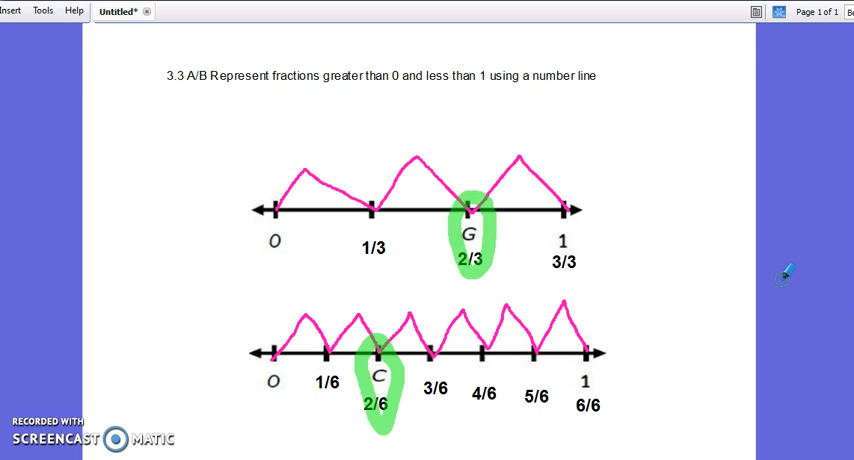 Insert Tools Help Untitled* Page 1 of 1
3.3 A/B Represent fractions greater than 0 and less than 1 using a number line
0 1/3 G 1
2/3 3/3
0 1/6 C 3/6 4/6 5/6 1
2/6 6/6
RECORDED WITH
SCREENCAST MATIC